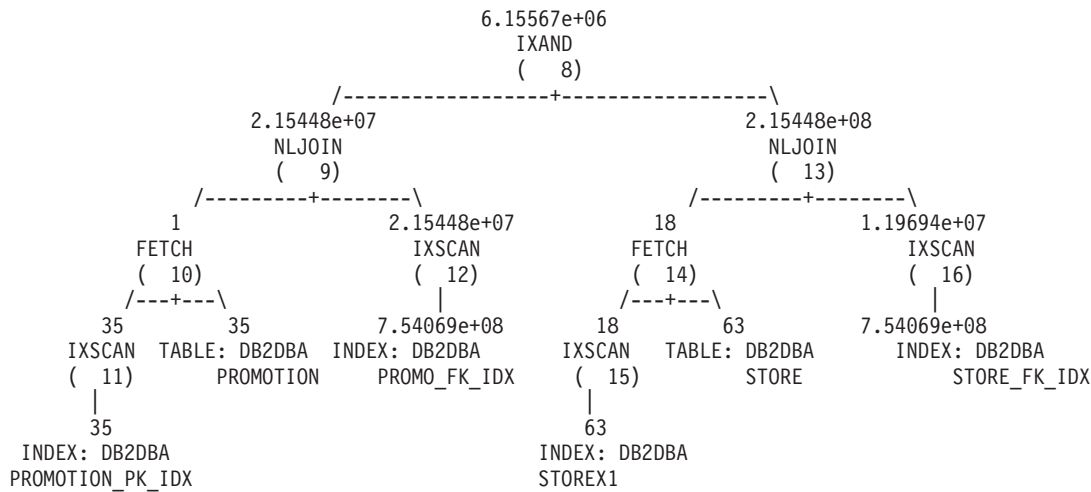 6.15567e+06
IXAND
( 8)
/------------------+------------------\
2.15448e+07 2.15448e+08
NLJOIN NLJOIN
( 9) ( 13)
/---------+--------\ /---------+--------\
1 2.15448e+07 18 1.19694e+07
FETCH IXSCAN FETCH IXSCAN
( 10) ( 12) ( 14) ( 16)
/---+---\ | /---+---\ |
35 35 7.54069e+08 18 63 7.54069e+08
IXSCAN TABLE: DB2DBA INDEX: DB2DBA IXSCAN TABLE: DB2DBA INDEX: DB2DBA
( 11) PROMOTION PROMO_FK_IDX ( 15) STORE STORE_FK_IDX
| |
35 63
INDEX: DB2DBA INDEX: DB2DBA
PROMOTION_PK_IDX STOREX1